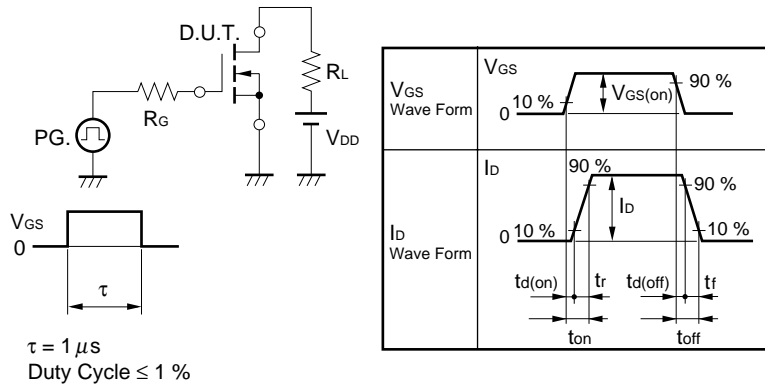 D.U.T.
RL
RG
PG.
VDD
VGS
0
τ
τ = 1 μs
Duty Cycle ≤ 1 %
VGS
Wave Form
VGS
10 %
0
VGS(on)
90 %
ID
Wave Form
ID
90 %
90 %
0
10 %
ID
10 %
td(on)
tr
td(off)
tf
ton
toff